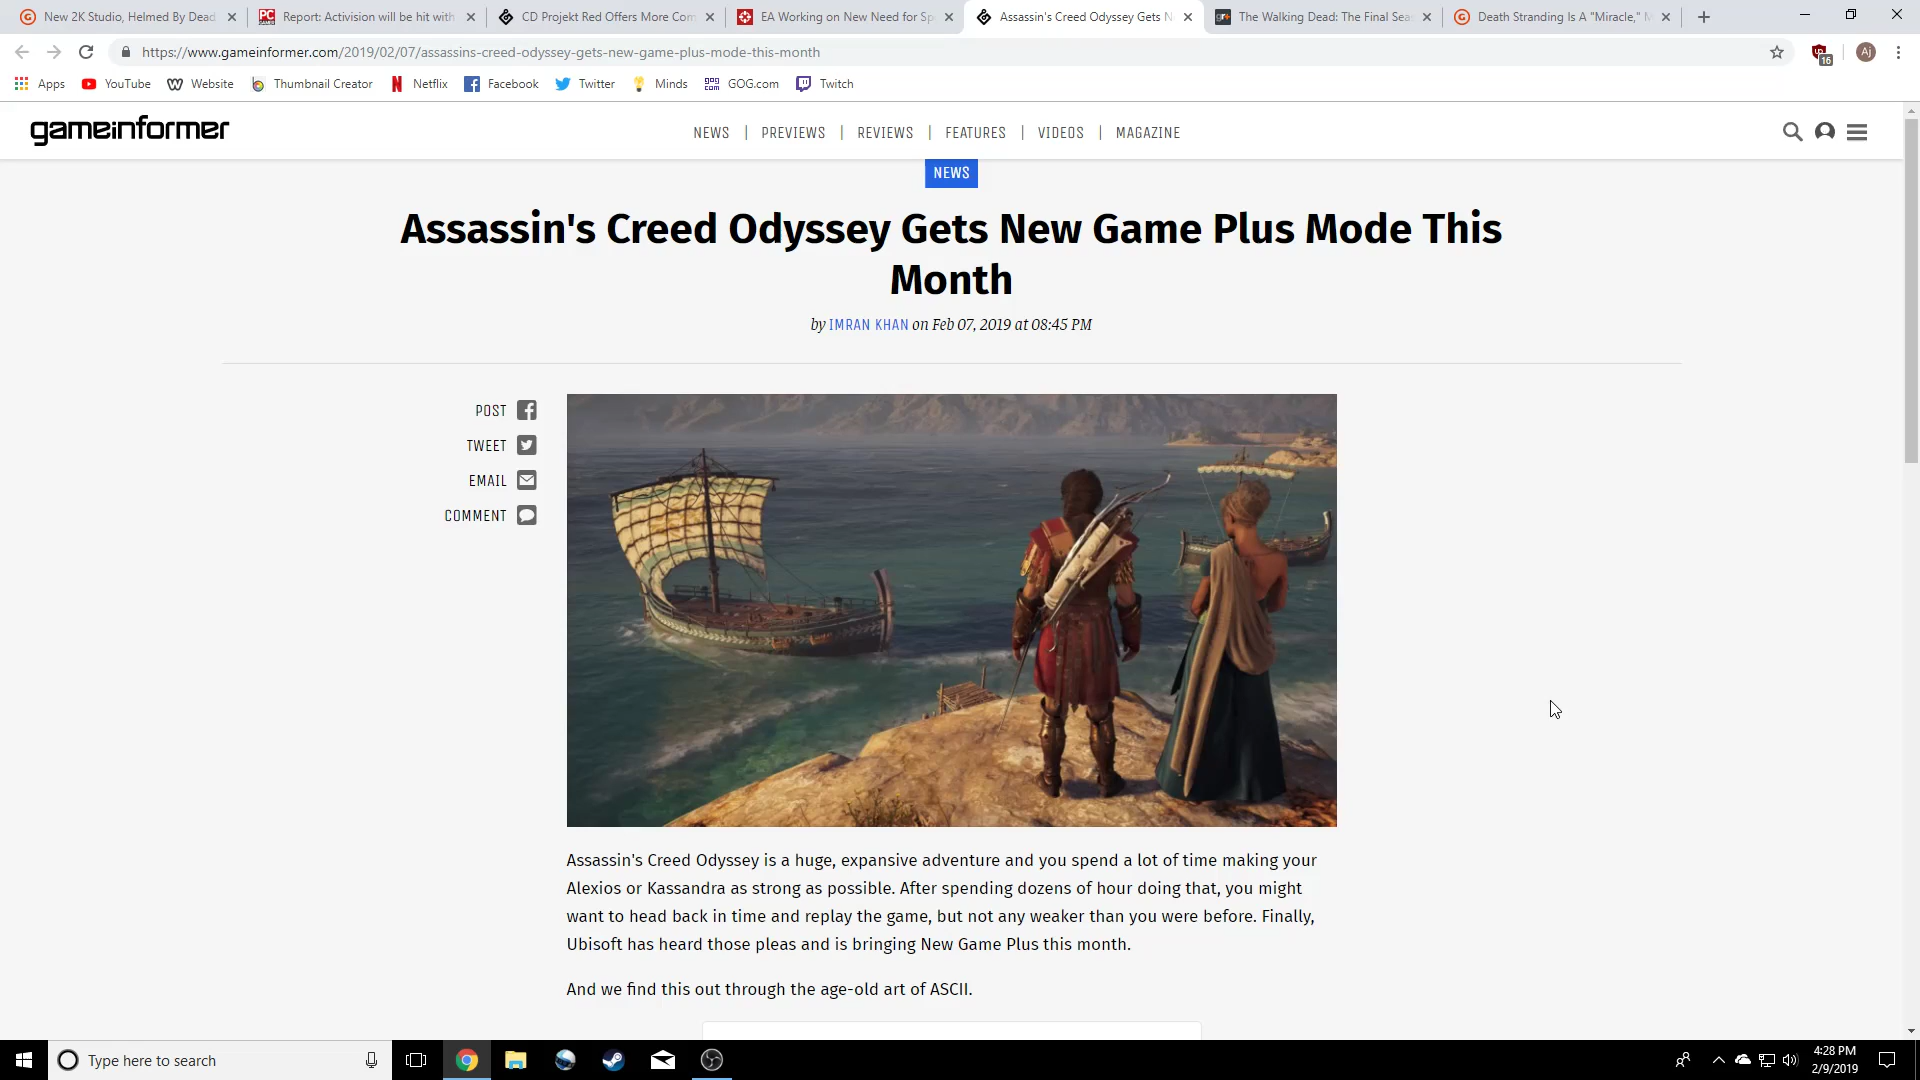 New 2K Studio, Helmed By Dead
Report: Activision will be hit with
CD Projekt Red Offers More Com
EA Working on New Need for Sp
Assassin's Creed Odyssey Gets N
The Walking Dead: The Final Sea
Death Stranding Is A "Miracle," M
https://www.gameinformer.com/2019/02/07/assassins-creed-odyssey-gets-new-game-plus-mode-this-month
16
Aj
Apps
YouTube
Website
Thumbnail Creator
Netflix
Facebook
Twitter
Minds
GOG.com
Twitch
gameinformer
NEWS | PREVIEWS | REVIEWS | FEATURES | VIDEOS | MAGAZINE
NEWS
Assassin's Creed Odyssey Gets New Game Plus Mode This
Month
by IMRAN KHAN on Feb 07, 2019 at 08:45 PM
POST
TWEET
EMAIL
COMMENT
Assassin's Creed Odyssey is a huge, expansive adventure and you spend a lot of time making your
Alexios or Kassandra as strong as possible. After spending dozens of hour doing that, you might
want to head back in time and replay the game, but not any weaker than you were before. Finally,
Ubisoft has heard those pleas and is bringing New Game Plus this month.
And we find this out through the age-old art of ASCII.
Type here to search
4:28 PM
2/9/2019